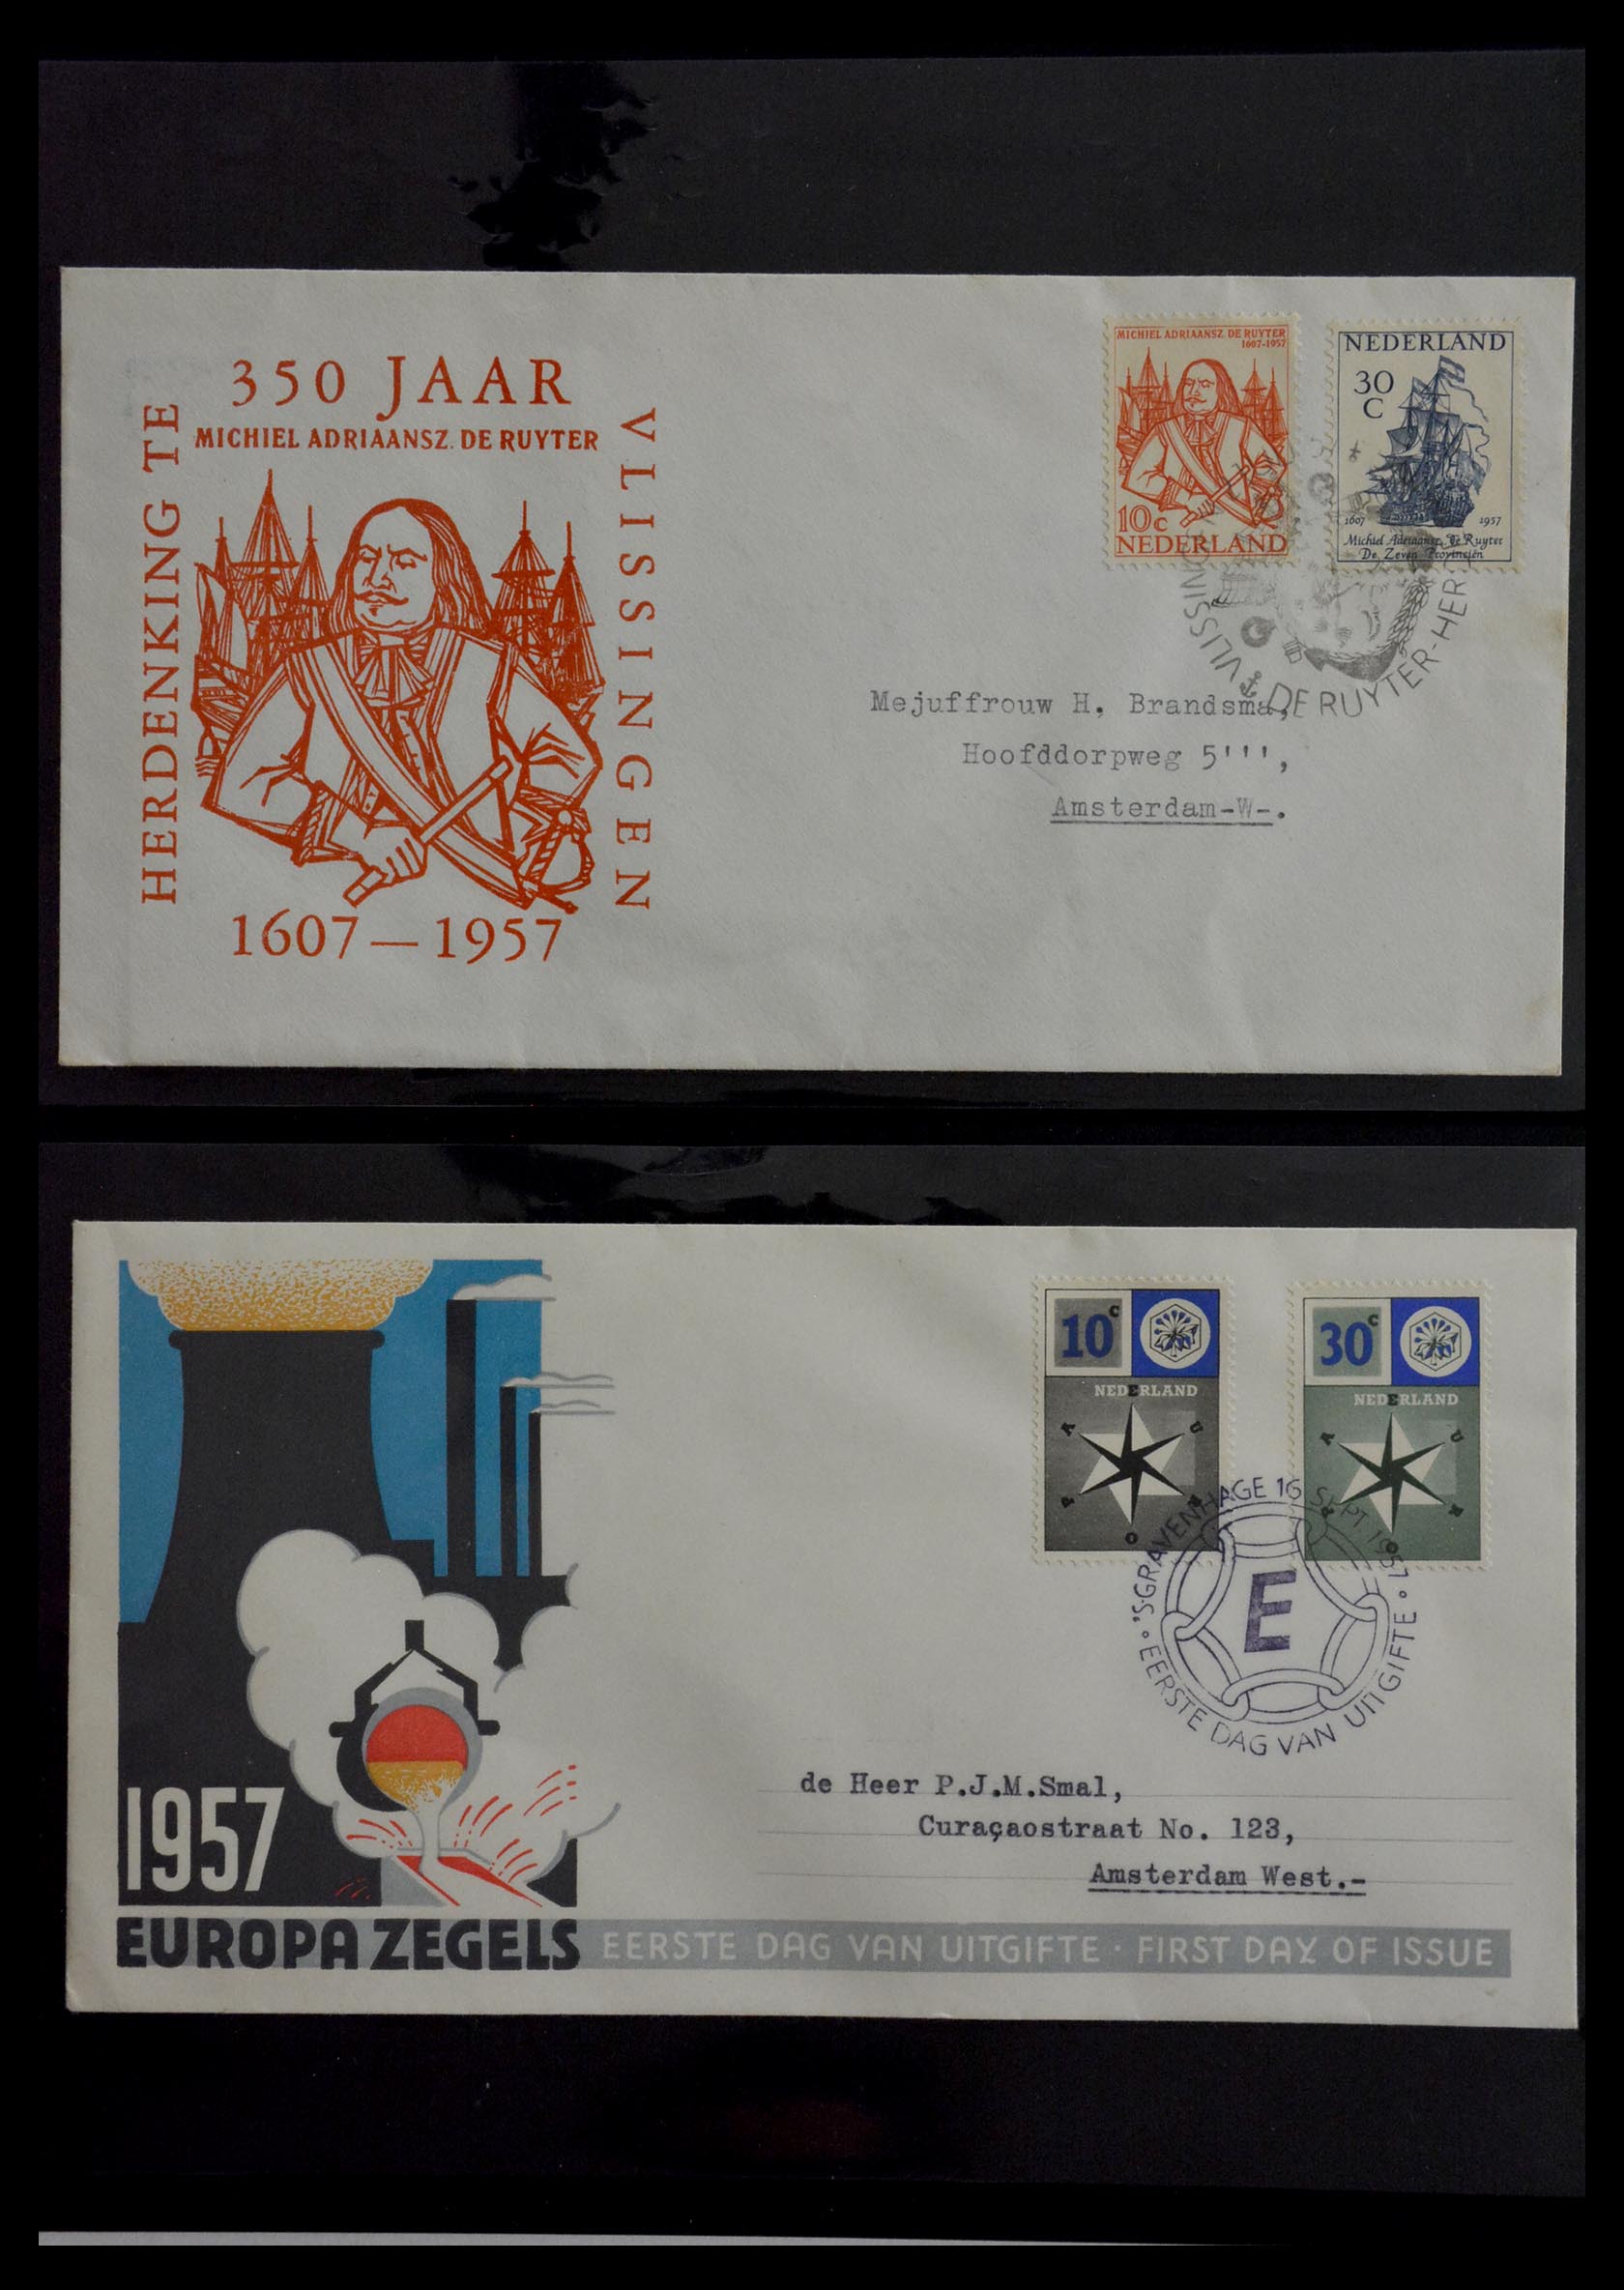 350 JAAR
MICHIEL ADRIAANSZ. DE RUYTER
HERDENKING TE
VLISSINGEN
1607 — 1957
MICHIEL ADRIAANSZ. DE RUYTER
1607-1957
10c
NEDERLAND
NEDERLAND
30
C
1607 1957
Michiel Adriaansz. de Ruyter
De Zeven Provinciën
DE RUYTER-HER
Mejuffrouw H. Brandsma,
Hoofddorpweg 5''',
Amsterdam-W-.
10c
NEDERLAND
EUROPA
30c
NEDERLAND
EUROPA
'S-GRAVENHAGE 16 SEPT. 1957
E
EERSTE DAG VAN UITGIFTE
de Heer P.J.M.Smal,
Curaçaostraat No. 123,
Amsterdam West.-
1957
EUROPA ZEGELS
EERSTE DAG VAN UITGIFTE · FIRST DAY OF ISSUE